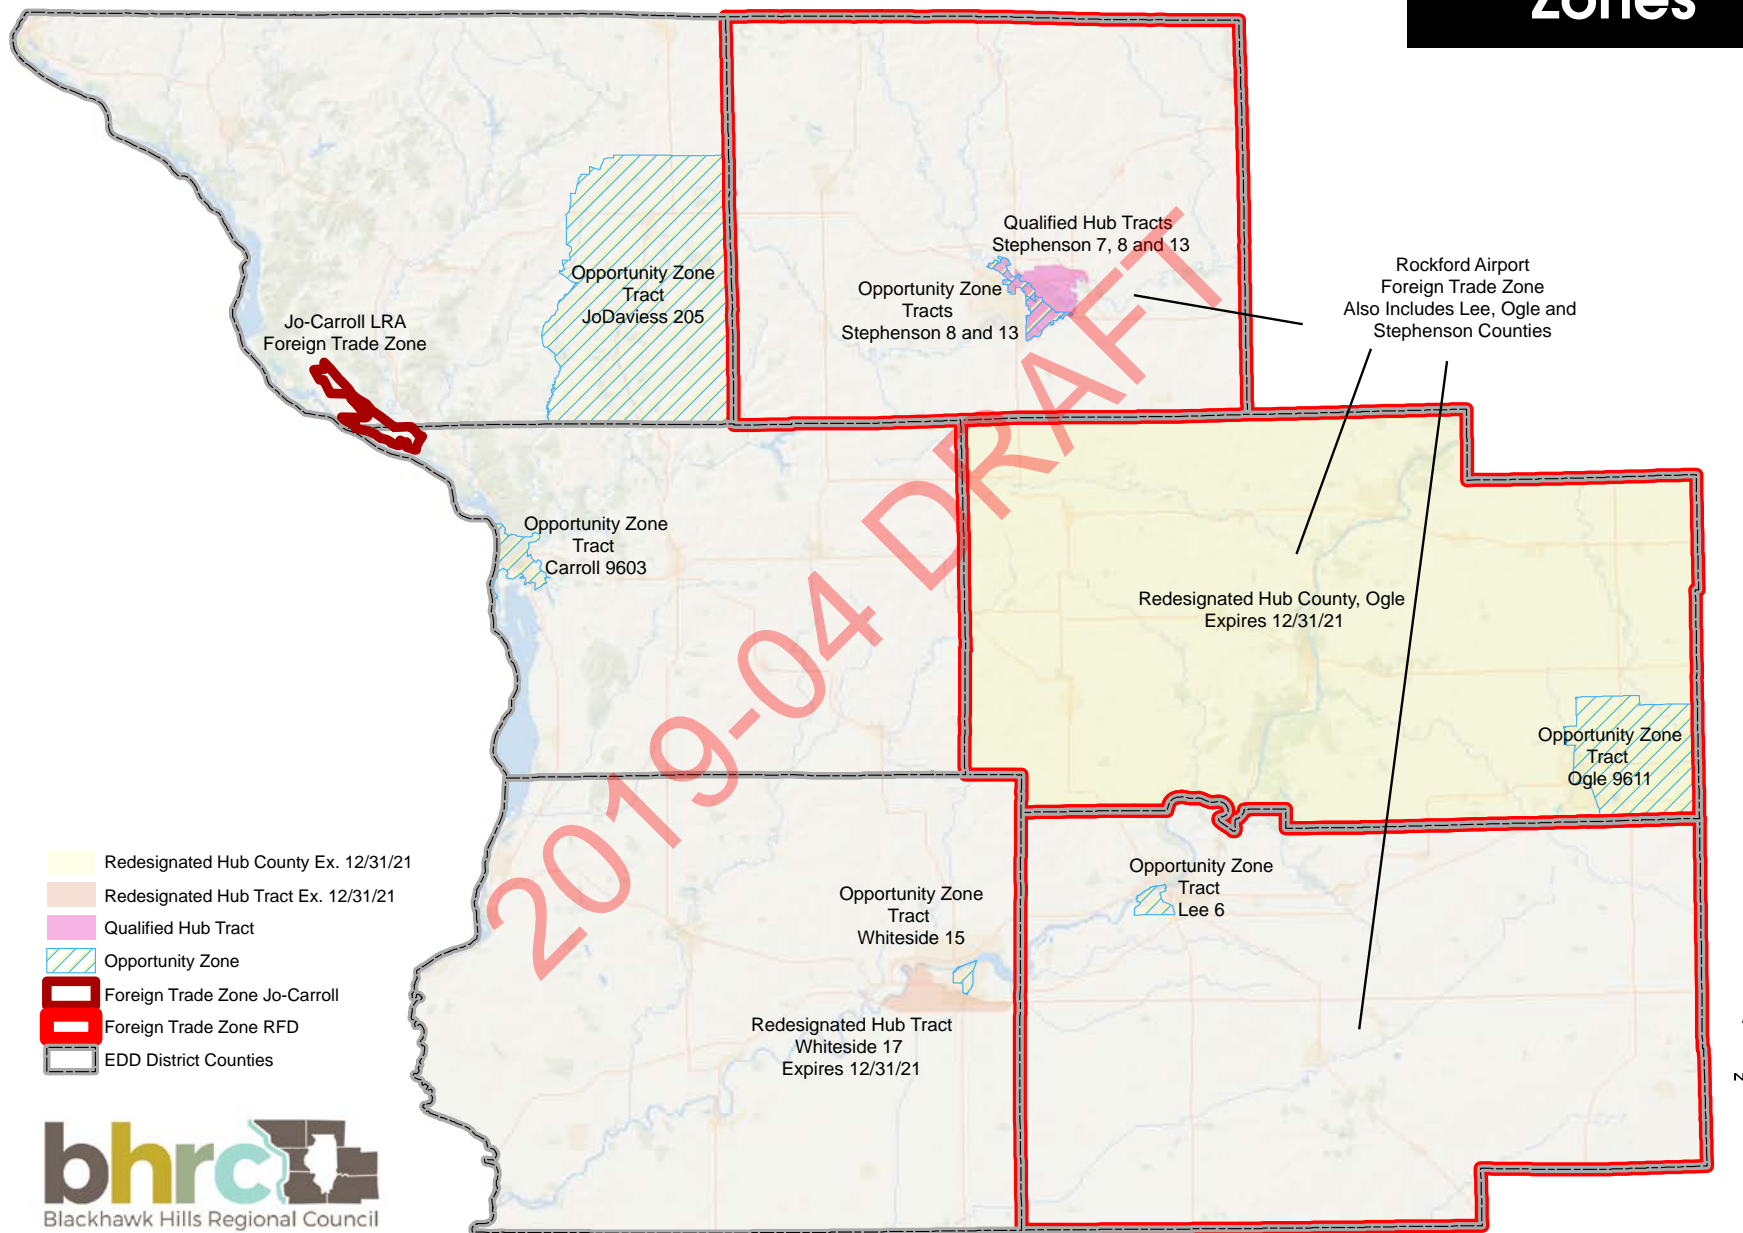 zones
Qualified Hub Tracts
Stephenson 7, 8 and 13
Opportunity Zone
Tract
JoDaviess 205
Opportunity Zone
Tracts
Stephenson 8 and 13
Rockford Airport
Foreign Trade Zone
Also Includes Lee, Ogle and
Stephenson Counties
Jo-Carroll LRA
Foreign Trade Zone
Opportunity Zone
Tract
Carroll 9603
2019-04 DRAFT
Redesignated Hub County, Ogle
Expires 12/31/21
Opportunity Zone
Tract
Ogle 9611
Opportunity Zone
Tract
Lee 6
Opportunity Zone
Tract
Whiteside 15
Redesignated Hub Tract
Whiteside 17
Expires 12/31/21
Redesignated Hub County Ex. 12/31/21
Redesignated Hub Tract Ex. 12/31/21
Qualified Hub Tract
Opportunity Zone
Foreign Trade Zone Jo-Carroll
Foreign Trade Zone RFD
EDD District Counties
z
bhrc
Blackhawk Hills Regional Council